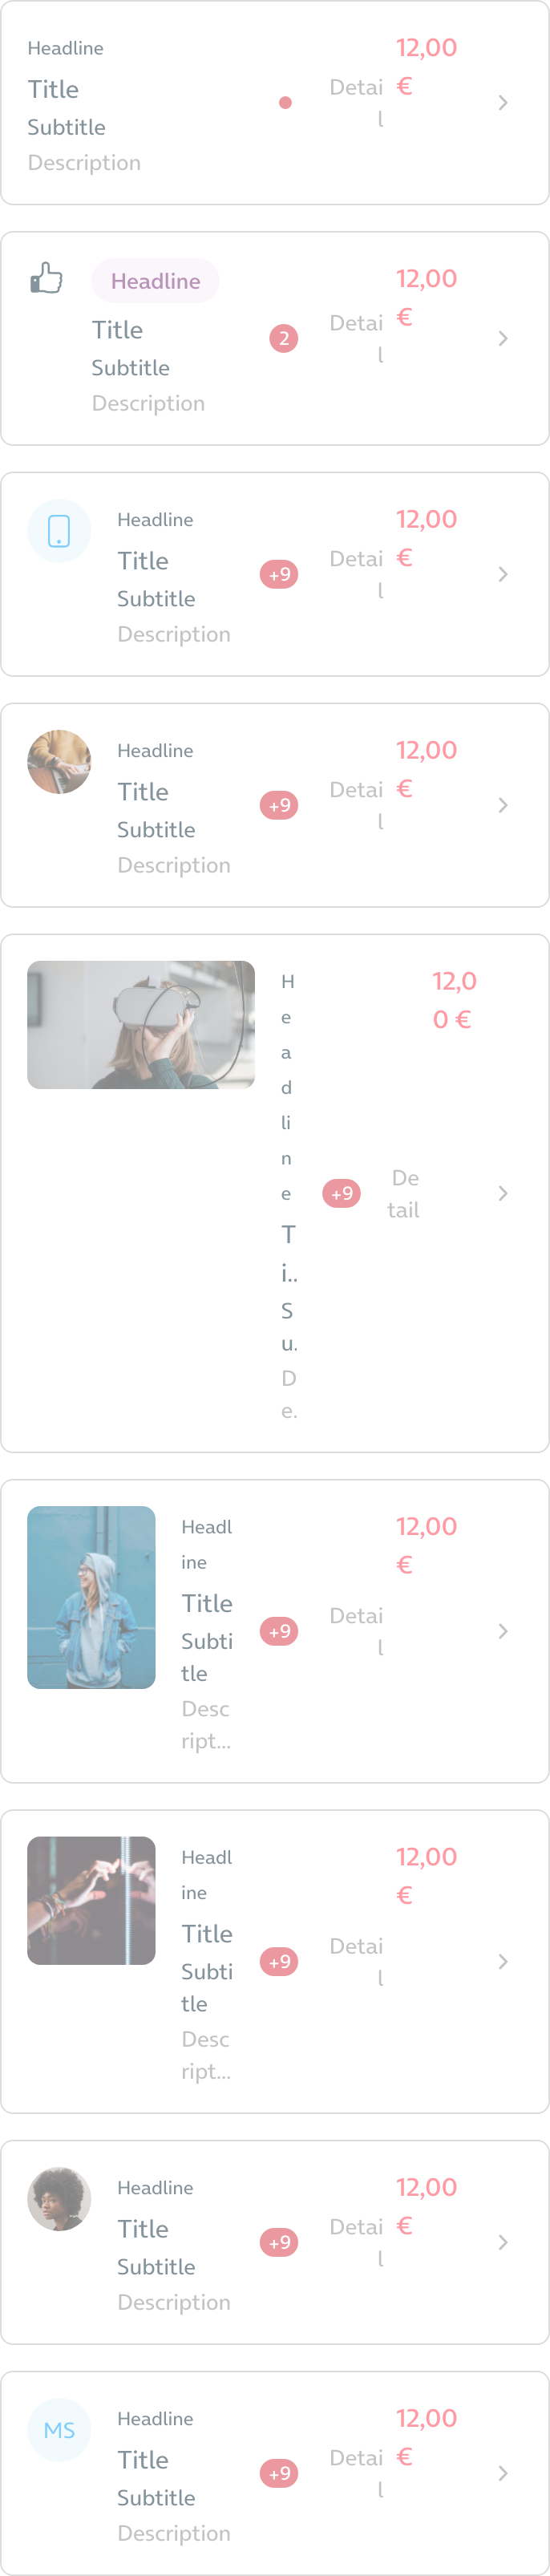 Headline
Title
Subtitle
Description
Detai
l
12,00
€
Headline
Title
Subtitle
Description
2
Detai
l
12,00
€
Headline
Title
Subtitle
Description
+9
Detai
l
12,00
€
Headline
Title
Subtitle
Description
+9
Detai
l
12,00
€
H
e
a
d
li
n
e
T
i..
S
u.
D
e.
+9
De
tail
12,0
0 €
Headl
ine
Title
Subti
tle
Desc
ript...
+9
Detai
l
12,00
€
Headl
ine
Title
Subti
tle
Desc
ript...
+9
Detai
l
12,00
€
Headline
Title
Subtitle
Description
+9
Detai
l
12,00
€
MS
Headline
Title
Subtitle
Description
+9
Detai
l
12,00
€